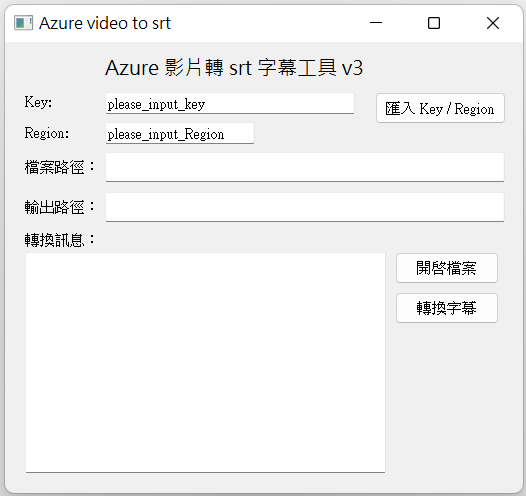 Azure video to srt
Azure 影片轉 srt 字幕工具 v3
Key:
please_input_key
匯入 Key / Region
Region:
please_input_Region
檔案路徑：
輸出路徑：
轉換訊息：
開啓檔案
轉換字幕